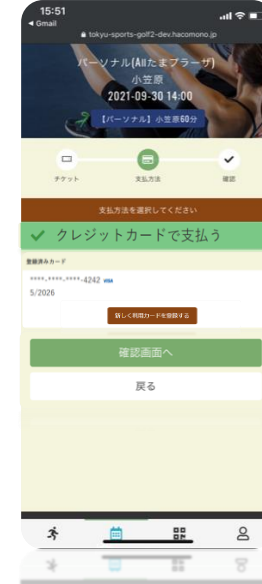 15:51
◀ Gmail
tokyu-sports-golf2-dev.hacomono.jp
パーソナル(Aiiたまプラーザ)
小笠原
2021-09-30 14:00
【パーソナル】小笠原60分
チケット
支払方法
確認
支払方法を選択してください
クレジットカードで支払う
登録済みカード
****-****-****-4242 VISA
5/2026
新しく利用カードを登録する
確認画面へ
戻る